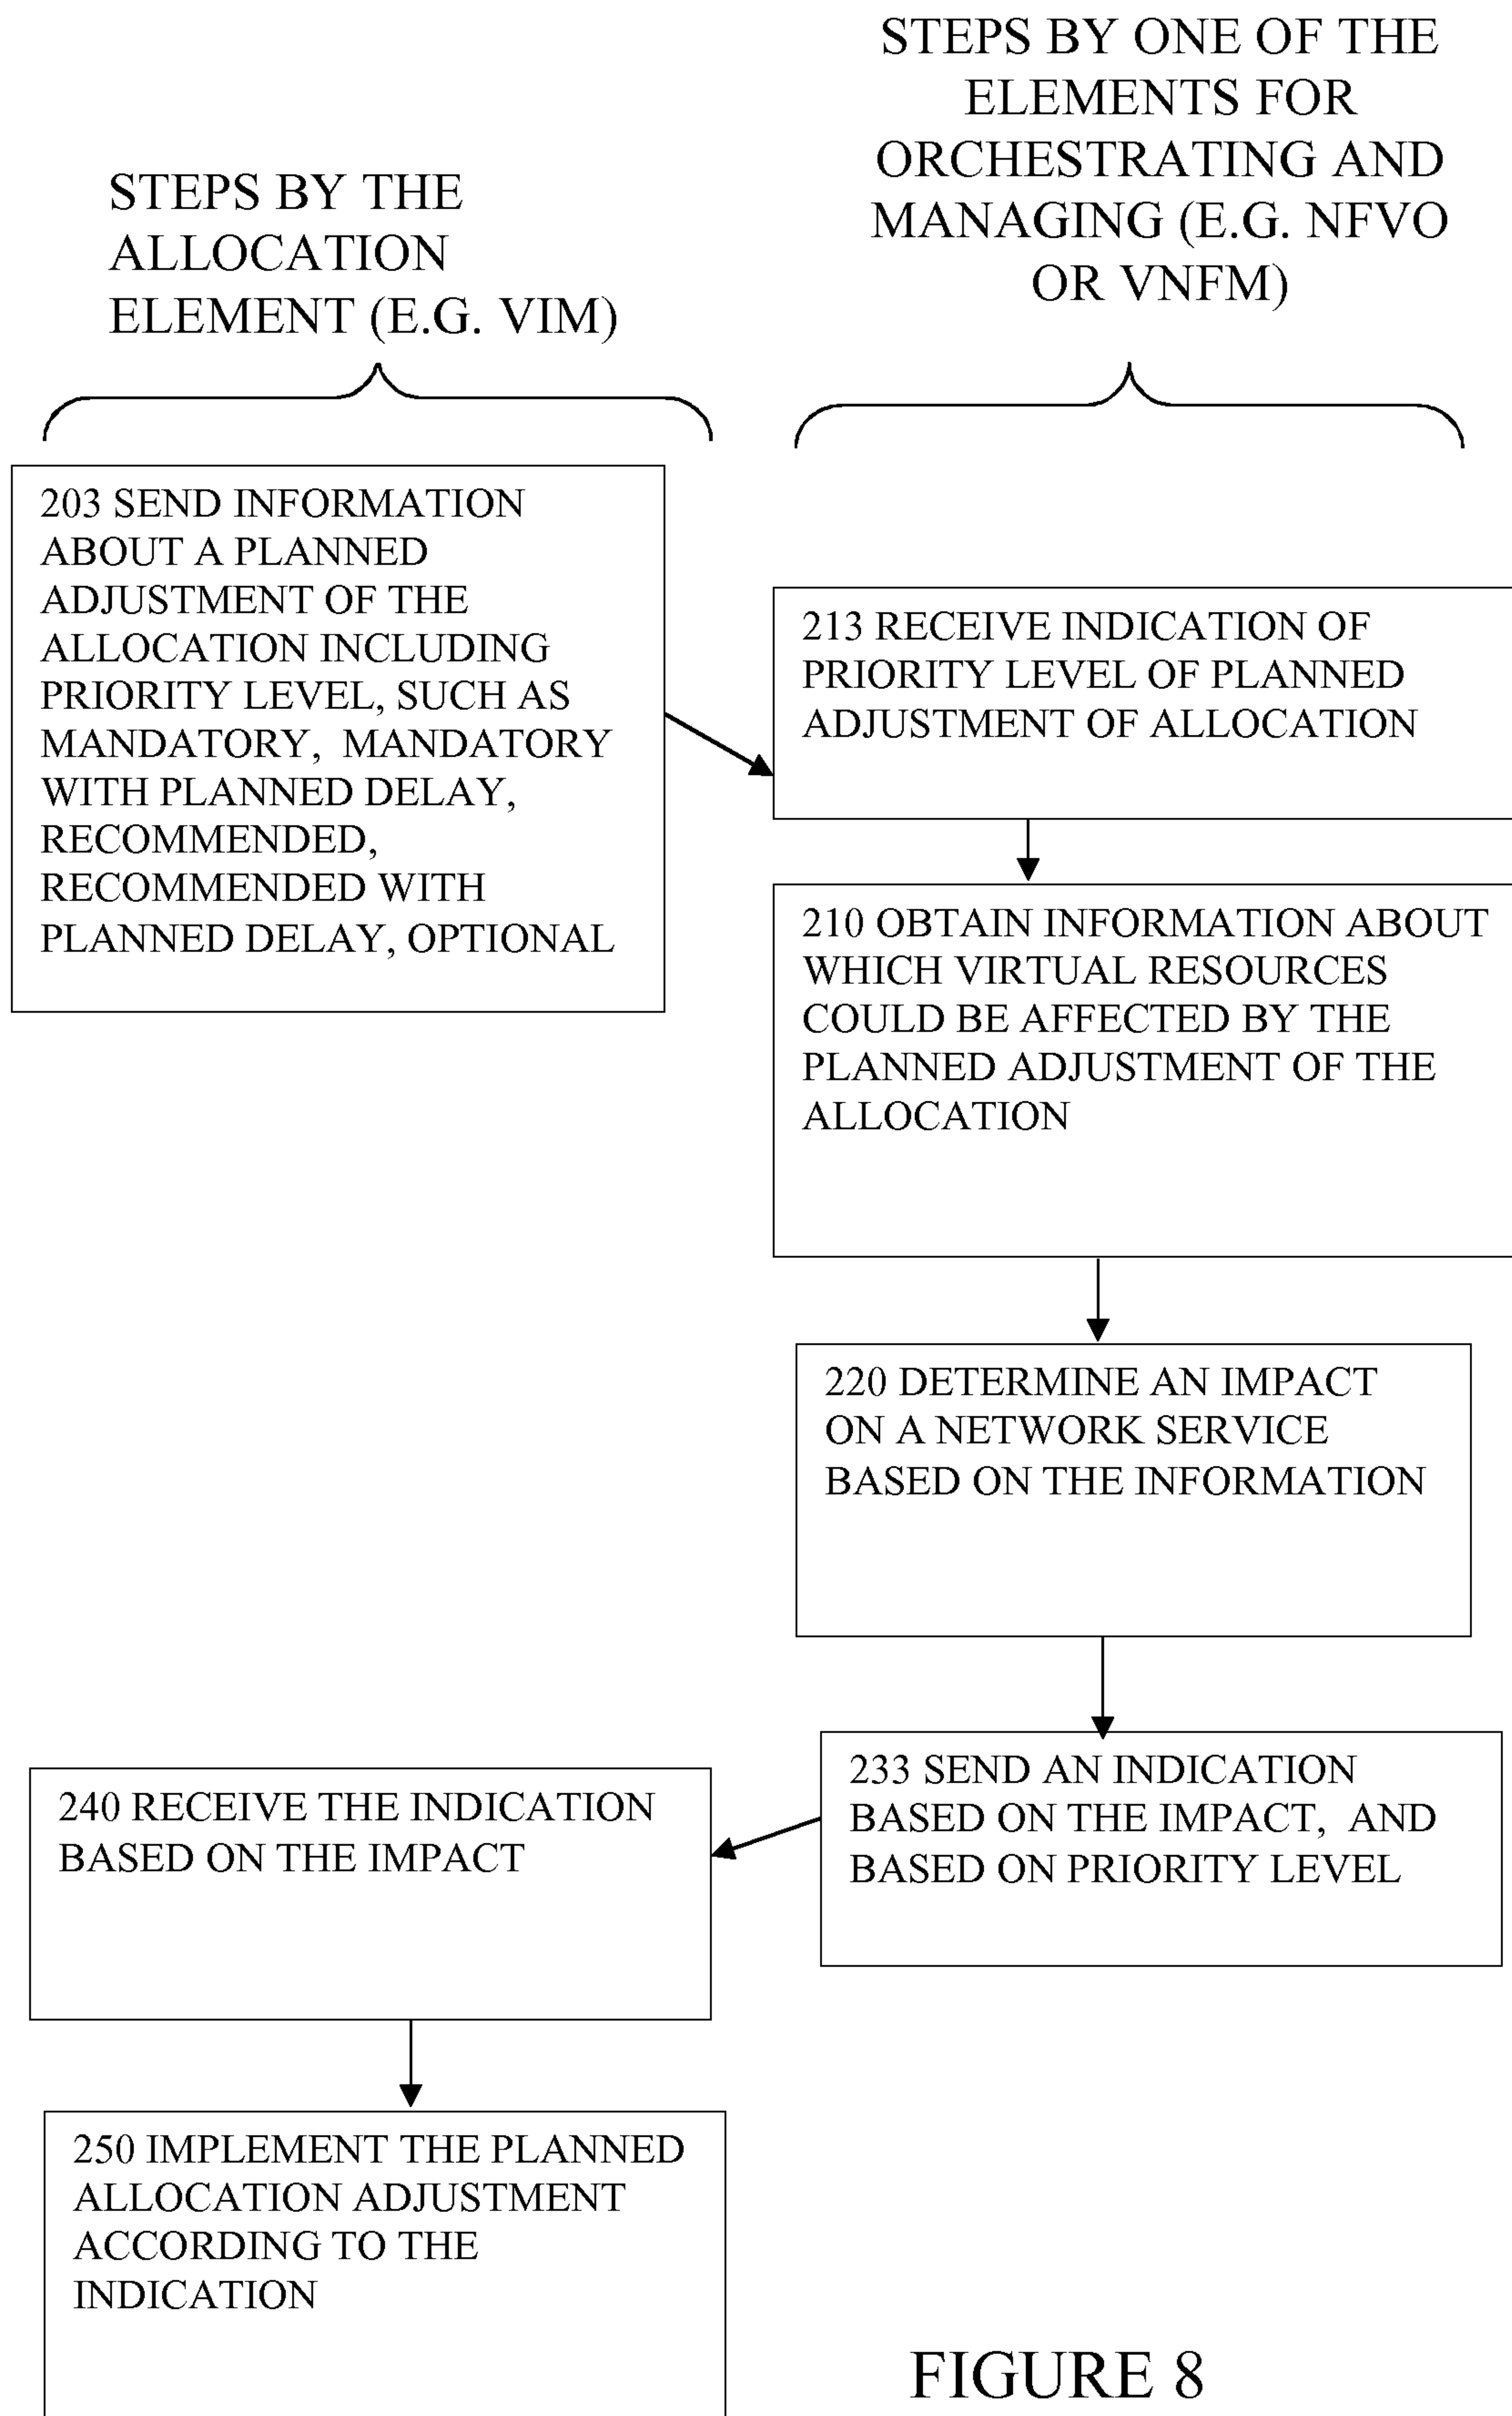 STEPS BY THE
ALLOCATION
ELEMENT (E.G. VIM)
STEPS BY ONE OF THE
ELEMENTS FOR
ORCHESTRATING AND
MANAGING (E.G. NFVO
OR VNFM)
203 SEND INFORMATION
ABOUT A PLANNED
ADJUSTMENT OF THE
ALLOCATION INCLUDING
PRIORITY LEVEL, SUCH AS
MANDATORY, MANDATORY
WITH PLANNED DELAY,
RECOMMENDED,
RECOMMENDED WITH
PLANNED DELAY, OPTIONAL
213 RECEIVE INDICATION OF
PRIORITY LEVEL OF PLANNED
ADJUSTMENT OF ALLOCATION
210 OBTAIN INFORMATION ABOUT
WHICH VIRTUAL RESOURCES
COULD BE AFFECTED BY THE
PLANNED ADJUSTMENT OF THE
ALLOCATION
220 DETERMINE AN IMPACT
ON A NETWORK SERVICE
BASED ON THE INFORMATION
233 SEND AN INDICATION
BASED ON THE IMPACT, AND
BASED ON PRIORITY LEVEL
240 RECEIVE THE INDICATION
BASED ON THE IMPACT
250 IMPLEMENT THE PLANNED
ALLOCATION ADJUSTMENT
ACCORDING TO THE
INDICATION
FIGURE 8